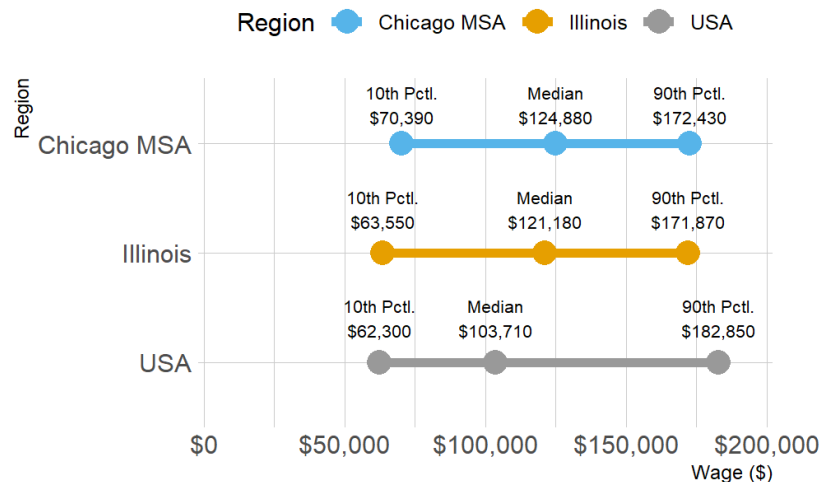 Region Chicago MSA Illinois USA
Region
10th Pctl. Median 90th Pctl.
$70,390 $124,880 $172,430
Chicago MSA
10th Pctl. Median 90th Pctl.
$63,550 $121,180 $171,870
Illinois
10th Pctl. Median 90th Pctl.
$62,300 $103,710 $182,850
USA
$0 $50,000 $100,000 $150,000 $200,000
Wage ($)